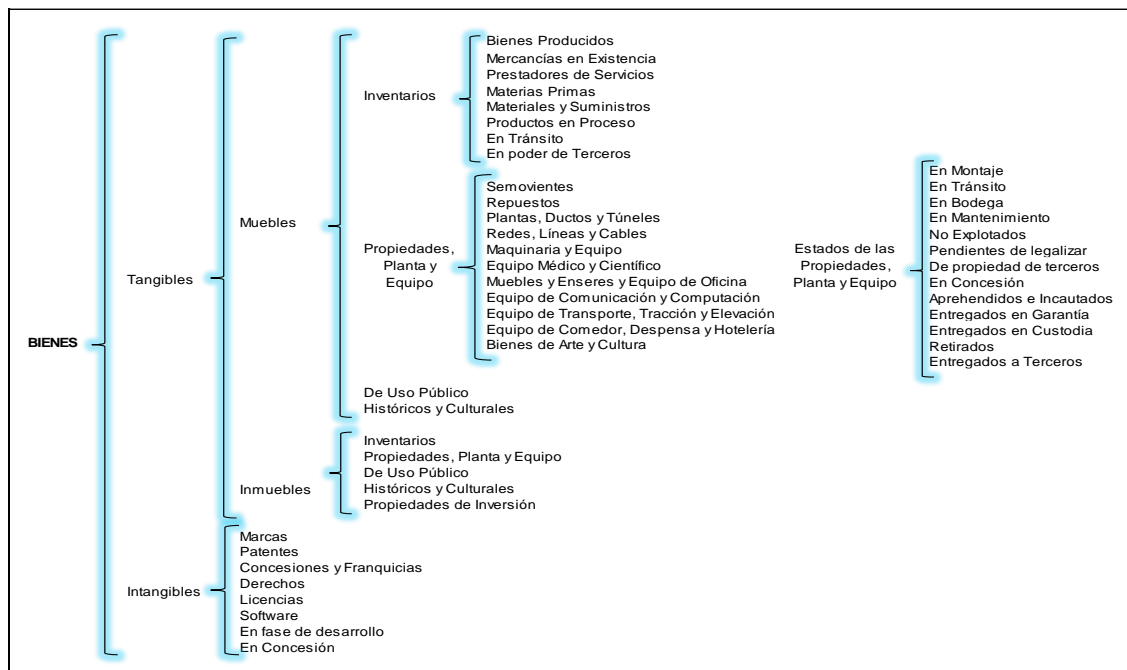 BIENES
Tangibles
Muebles
Inventarios
Bienes Producidos
Mercancías en Existencia
Prestadores de Servicios
Materias Primas
Materiales y Suministros
Productos en Proceso
En Tránsito
En poder de Terceros
Propiedades,
Planta y
Equipo
Semovientes
Repuestos
Plantas, Ductos y Túneles
Redes, Líneas y Cables
Maquinaria y Equipo
Equipo Médico y Científico
Muebles y Enseres y Equipo de Oficina
Equipo de Comunicación y Computación
Equipo de Transporte, Tracción y Elevación
Equipo de Comedor, Despensa y Hotelería
Bienes de Arte y Cultura
Estados de las
Propiedades,
Planta y Equipo
En Montaje
En Tránsito
En Bodega
En Mantenimiento
No Explotados
Pendientes de legalizar
De propiedad de terceros
En Concesión
Aprehendidos e Incautados
Entregados en Garantía
Entregados en Custodia
Retirados
Entregados a Terceros
De Uso Público
Históricos y Culturales
Inmuebles
Inventarios
Propiedades, Planta y Equipo
De Uso Público
Históricos y Culturales
Propiedades de Inversión
Intangibles
Marcas
Patentes
Concesiones y Franquicias
Derechos
Licencias
Software
En fase de desarrollo
En Concesión